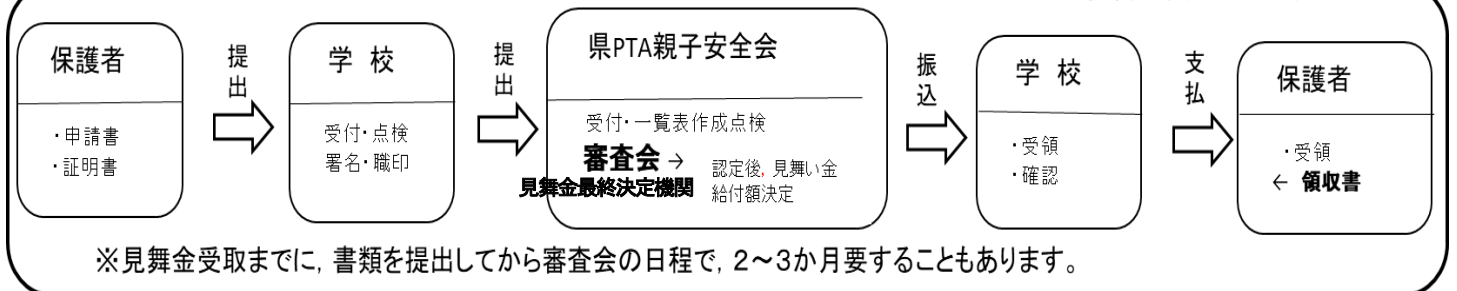 保護者
・申請書
・証明書
提出
学 校
受付・点検
署名・職印
提出
県PTA親子安全会
受付・一覧表作成点検
審査会 → 認定後, 見舞い金
見舞金最終決定機関 給付額決定
振込
学 校
・受領
・確認
支払
保護者
・受領
← 領収書
※見舞金受取までに, 書類を提出してから審査会の日程で, 2～3か月要することもあります。